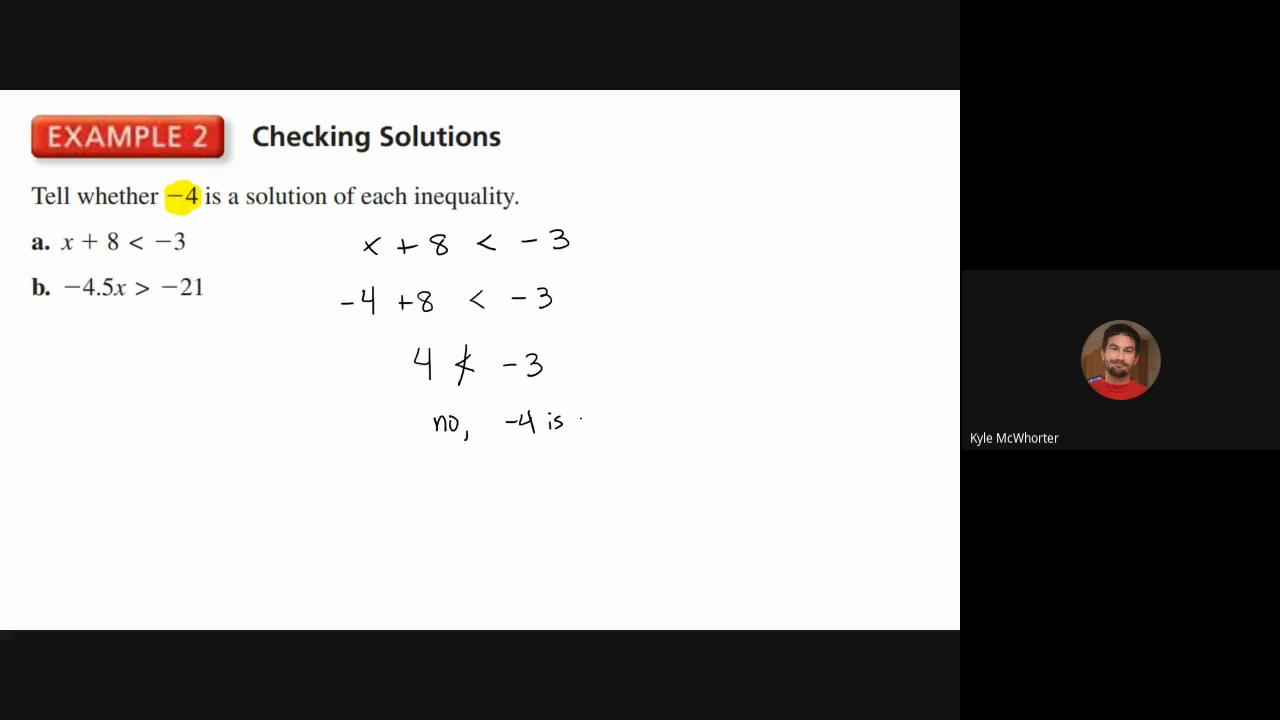 EXAMPLE 2 Checking Solutions
Tell whether −4 is a solution of each inequality.
a. x + 8 < −3
b. −4.5x > −21
x + 8 < - 3
-4 +8 < - 3
4 ≮ - 3
no, -4 is
Kyle McWhorter